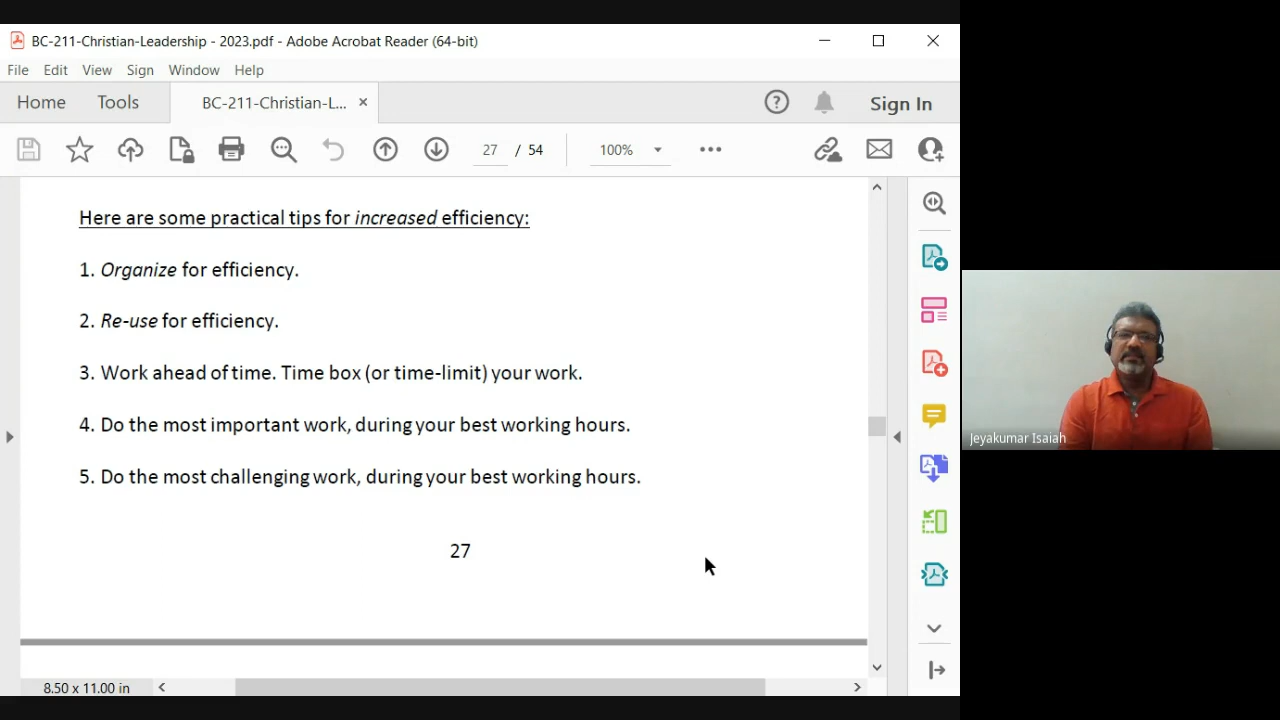 BC-211-Christian-Leadership - 2023.pdf - Adobe Acrobat Reader (64-bit)
File Edit View Sign Window Help
Home Tools BC-211-Christian-L... Sign In
27 / 54 100%
Here are some practical tips for increased efficiency:
1. Organize for efficiency.
2. Re-use for efficiency.
3. Work ahead of time. Time box (or time-limit) your work.
4. Do the most important work, during your best working hours.
5. Do the most challenging work, during your best working hours.
27
8.50 x 11.00 in
Jeyakumar Isaiah